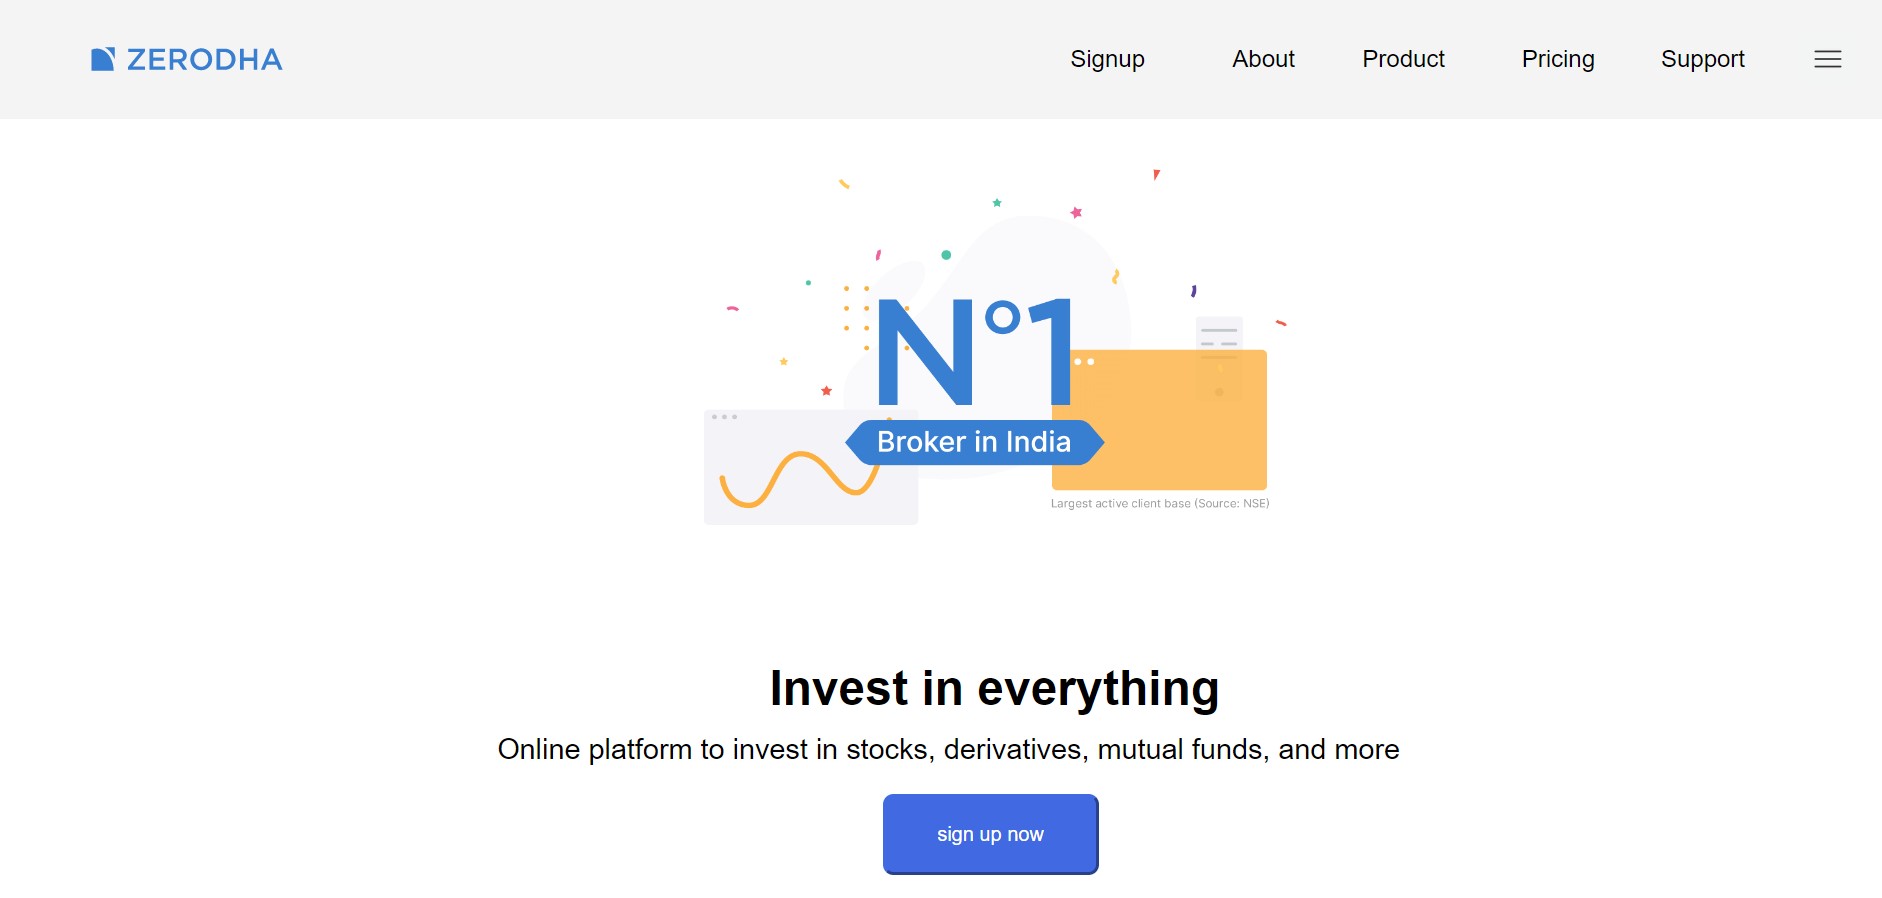 ZERODHA
Signup About Product Pricing Support
N°1
Broker in India
Largest active client base (Source: NSE)
Invest in everything
Online platform to invest in stocks, derivatives, mutual funds, and more
sign up now